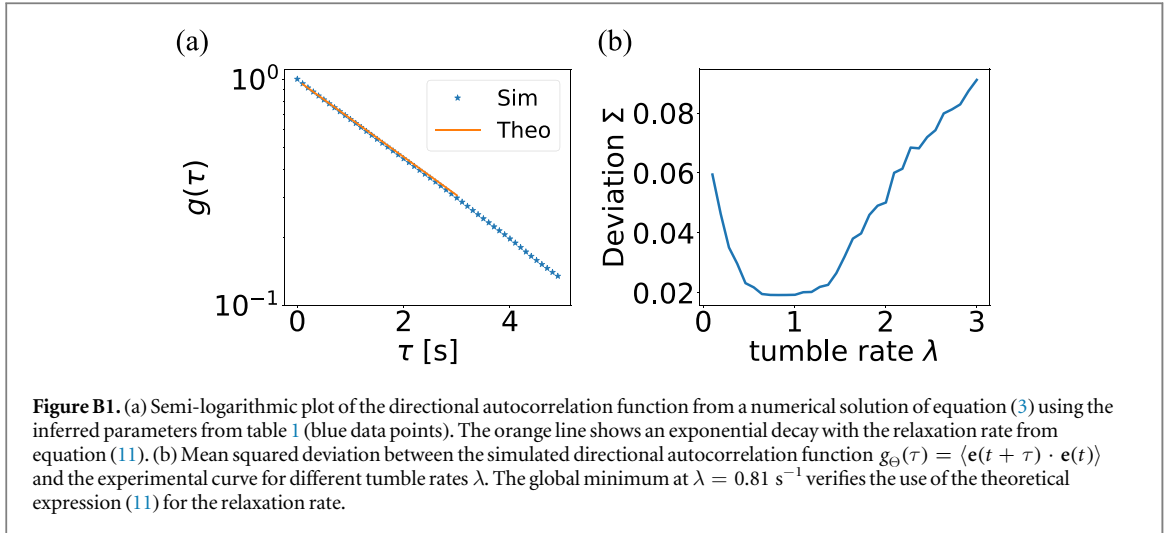 (a)
(b)
10⁰
Sim
Theo
g(τ)
10⁻¹
0
2
4
τ [s]
Deviation Σ
0.08
0.06
0.04
0.02
0
1
2
3
tumble rate λ
Figure B1. (a) Semi-logarithmic plot of the directional autocorrelation function from a numerical solution of equation (3) using the
inferred parameters from table 1 (blue data points). The orange line shows an exponential decay with the relaxation rate from
equation (11). (b) Mean squared deviation between the simulated directional autocorrelation function g_Θ(τ) = ⟨e(t + τ) · e(t)⟩
and the experimental curve for different tumble rates λ. The global minimum at λ = 0.81 s⁻¹ verifies the use of the theoretical
expression (11) for the relaxation rate.